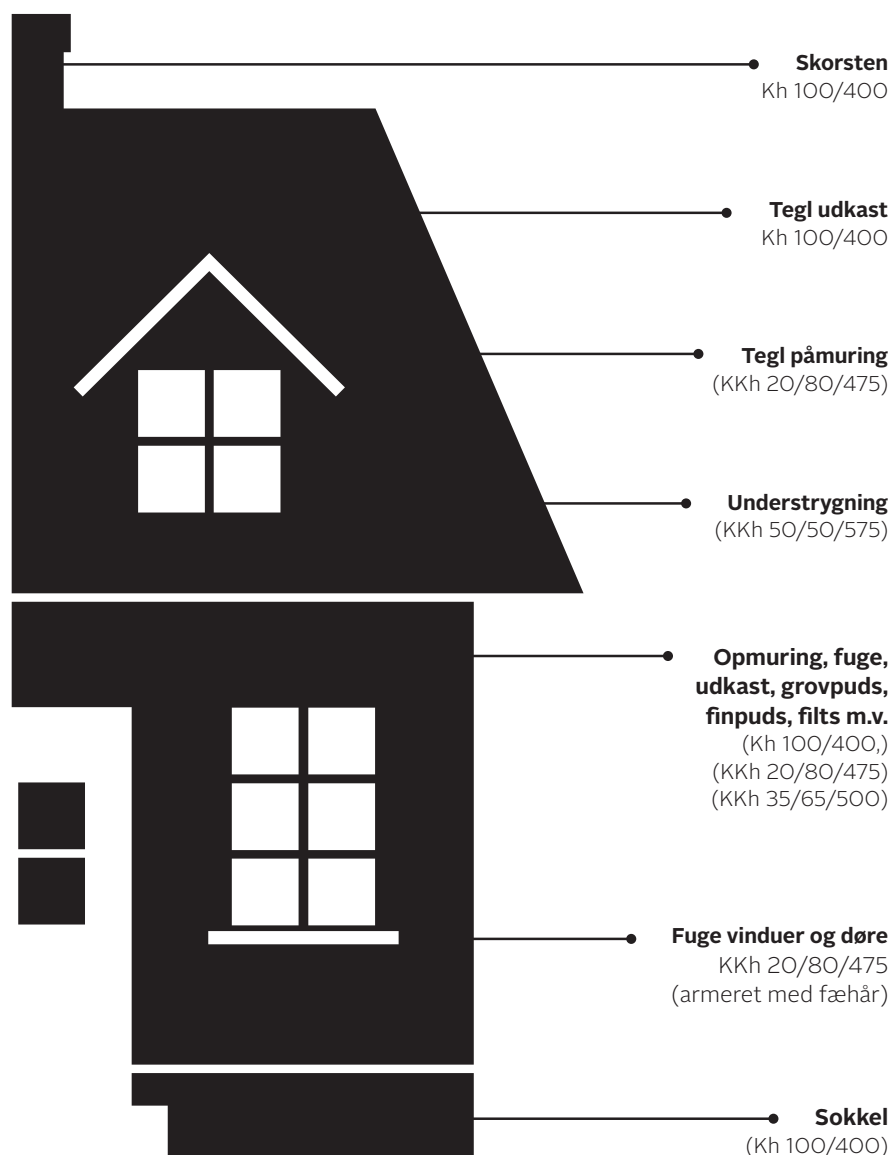 Skorsten
Kh 100/400
Tegl udkast
Kh 100/400
Tegl påmuring
(KKh 20/80/475)
Understrygning
(KKh 50/50/575)
Opmuring, fuge,
udkast, grovpuds,
finpuds, filts m.v.
(Kh 100/400,)
(KKh 20/80/475)
(KKh 35/65/500)
Fuge vinduer og døre
KKh 20/80/475
(armeret med fæhår)
Sokkel
(Kh 100/400)